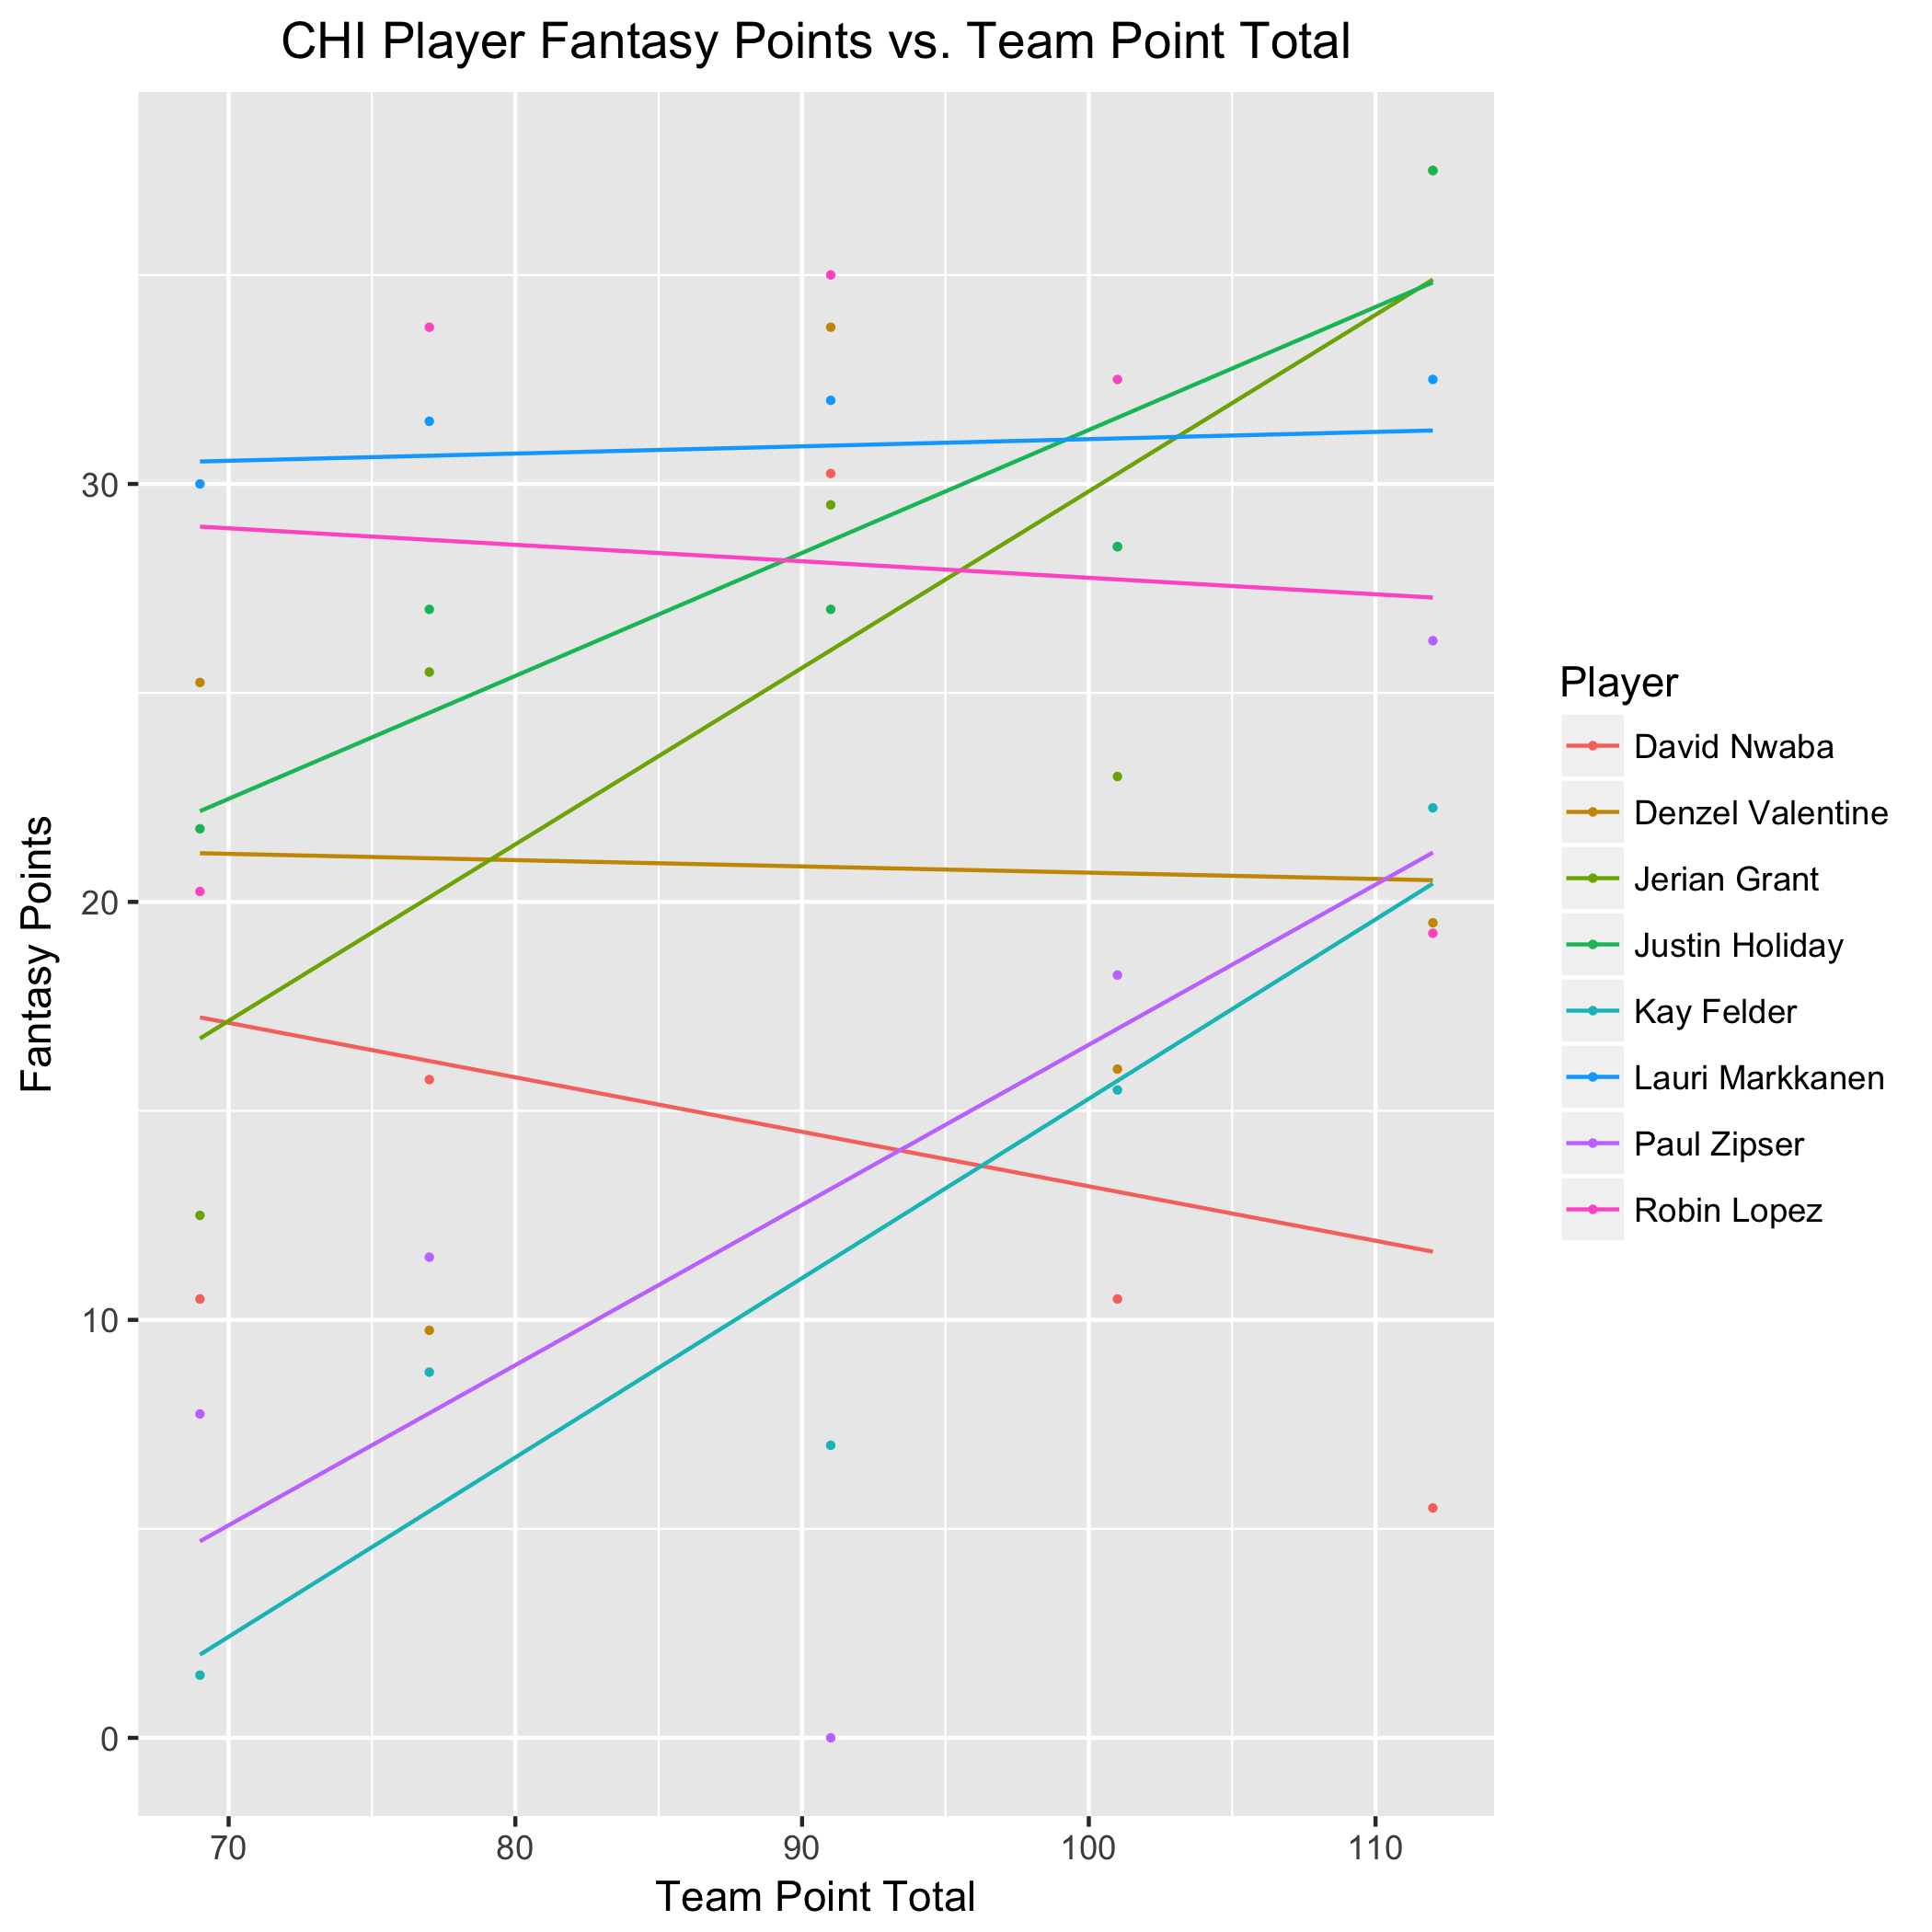 CHI Player Fantasy Points vs. Team Point Total
Fantasy Points
30
20
10
0
70 80 90 100 110
Team Point Total
Player
David Nwaba
Denzel Valentine
Jerian Grant
Justin Holiday
Kay Felder
Lauri Markkanen
Paul Zipser
Robin Lopez